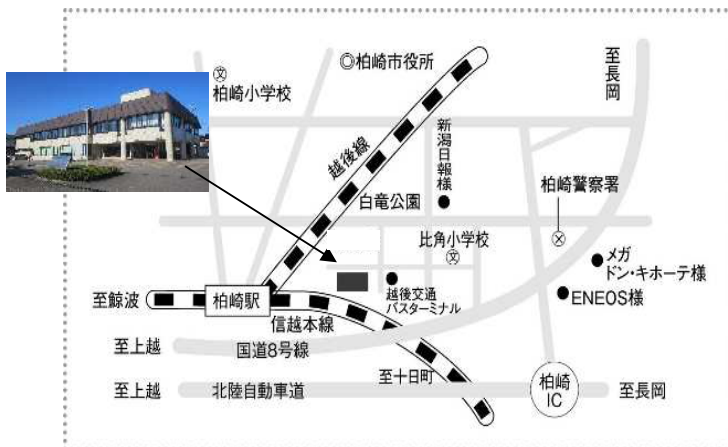 ◎柏崎市役所
至長岡
文
柏崎小学校
越後線
新潟日報様
白竜公園
柏崎警察署
比角小学校
文
メガ
ドン・キホーテ様
越後交通
バスターミナル
ENEOS様
至鯨波
柏崎駅
信越本線
至上越
国道8号線
至十日町
至上越
北陸自動車道
柏崎
IC
至長岡